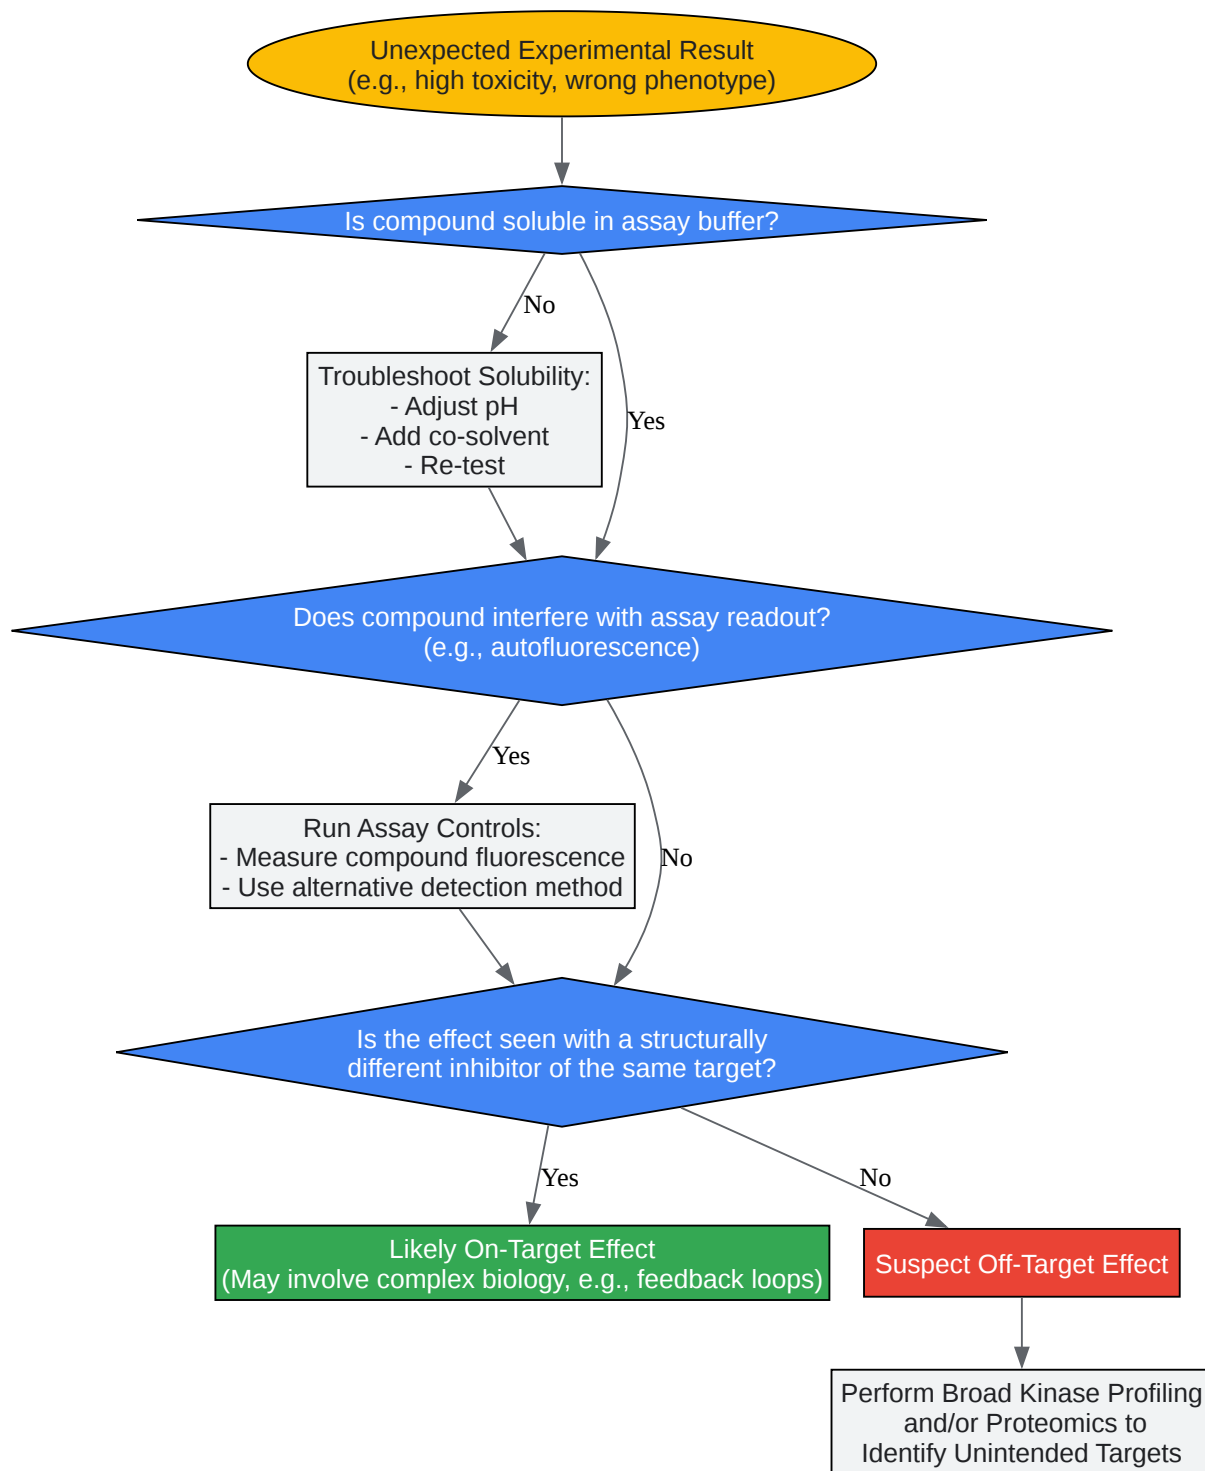 Unexpected Experimental Result
(e.g., high toxicity, wrong phenotype)
Is compound soluble in assay buffer?
No
Troubleshoot Solubility:
- Adjust pH
- Add co-solvent
- Re-test
Yes
Does compound interfere with assay readout?
(e.g., autofluorescence)
Yes
Run Assay Controls:
- Measure compound fluorescence
- Use alternative detection method
No
Is the effect seen with a structurally
different inhibitor of the same target?
Yes
No
Likely On-Target Effect
(May involve complex biology, e.g., feedback loops)
Suspect Off-Target Effect
Perform Broad Kinase Profiling
and/or Proteomics to
Identify Unintended Targets